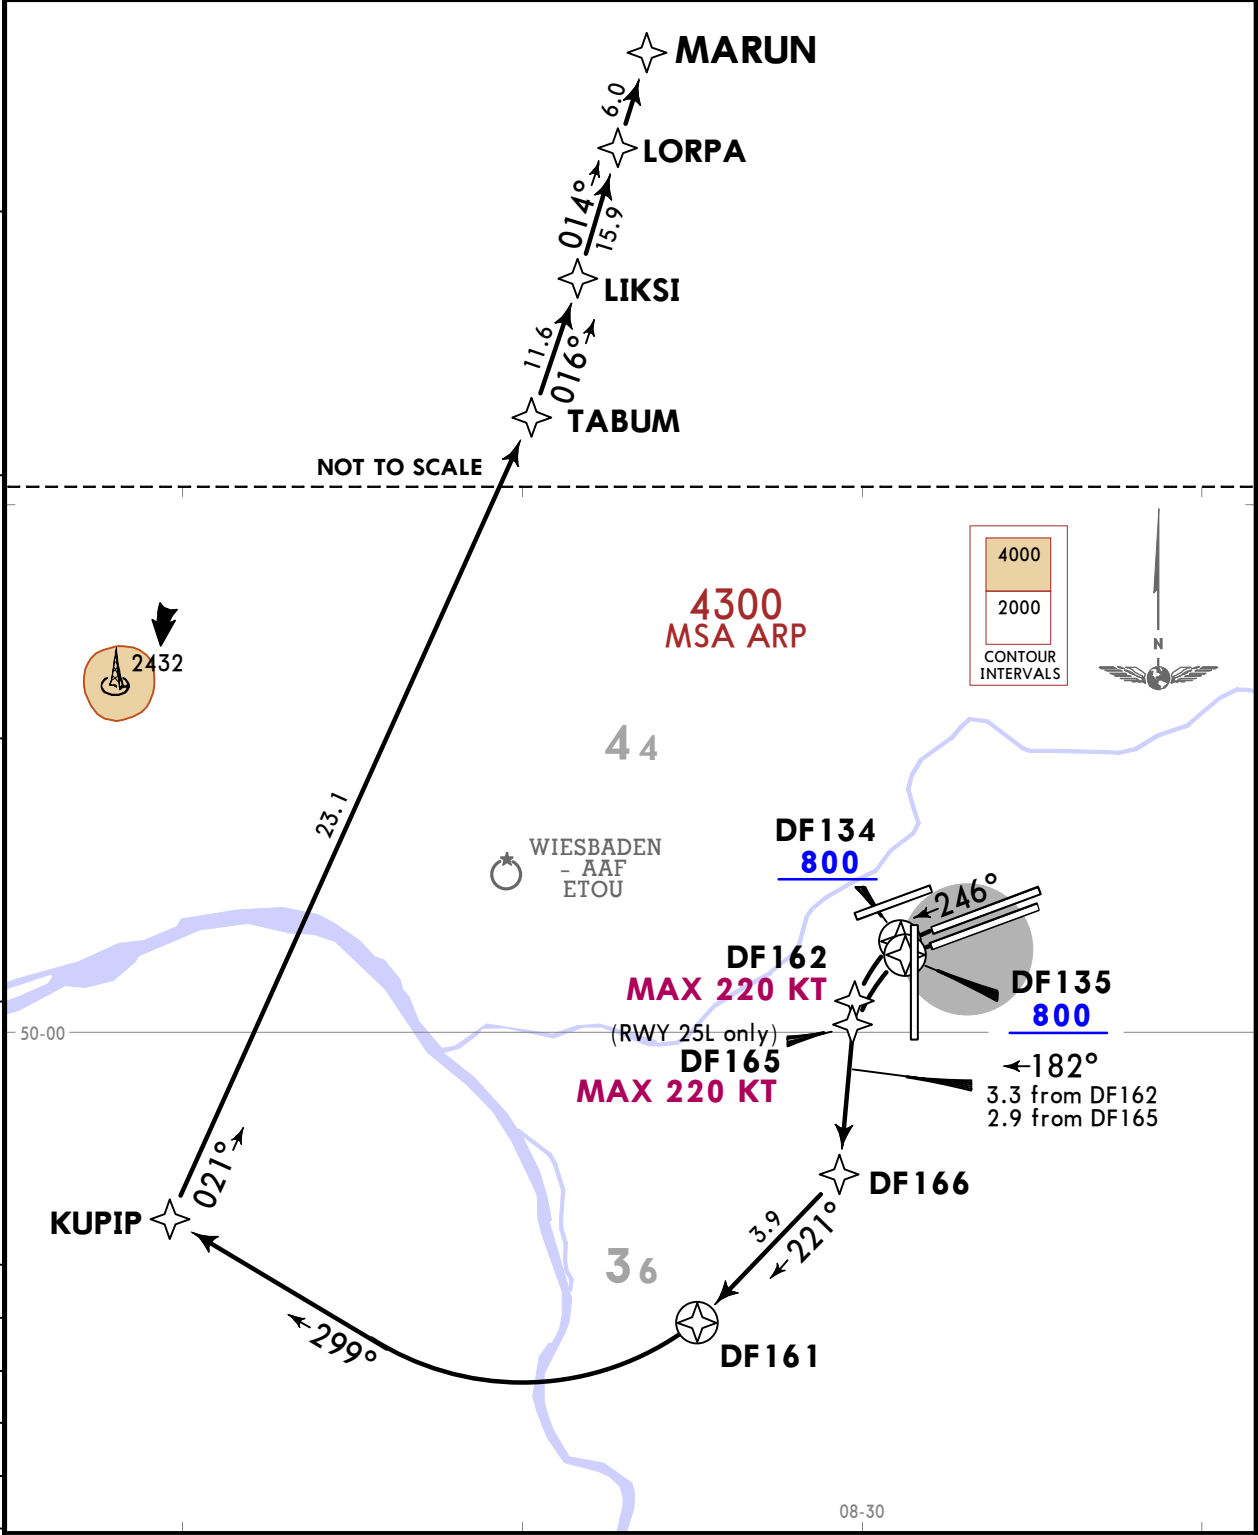 MARUN
6.0
LORPA
014°
15.9
LIKSI
11.6
016°
TABUM
NOT TO SCALE
4000
2000
CONTOUR
INTERVALS
N
4300
MSA ARP
2432
44
23.1
WIESBADEN
- AAF
ETOU
DF134
800
246°
DF162
MAX 220 KT
DF135
800
50-00
(RWY 25L only)
DF165
MAX 220 KT
182°
3.3 from DF162
2.9 from DF165
021°
KUPIP
DF166
3.9
221°
36
299°
DF161
08-30